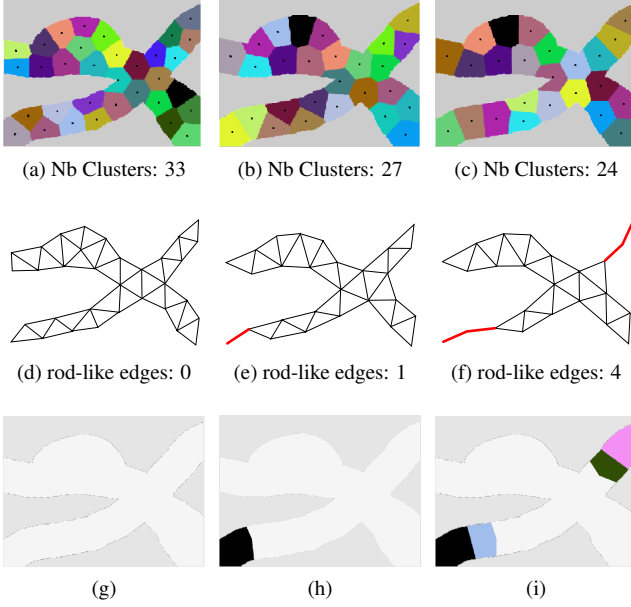 (a) Nb Clusters: 33 (b) Nb Clusters: 27 (c) Nb Clusters: 24
(d) rod-like edges: 0 (e) rod-like edges: 1 (f) rod-like edges: 4
(g) (h) (i)